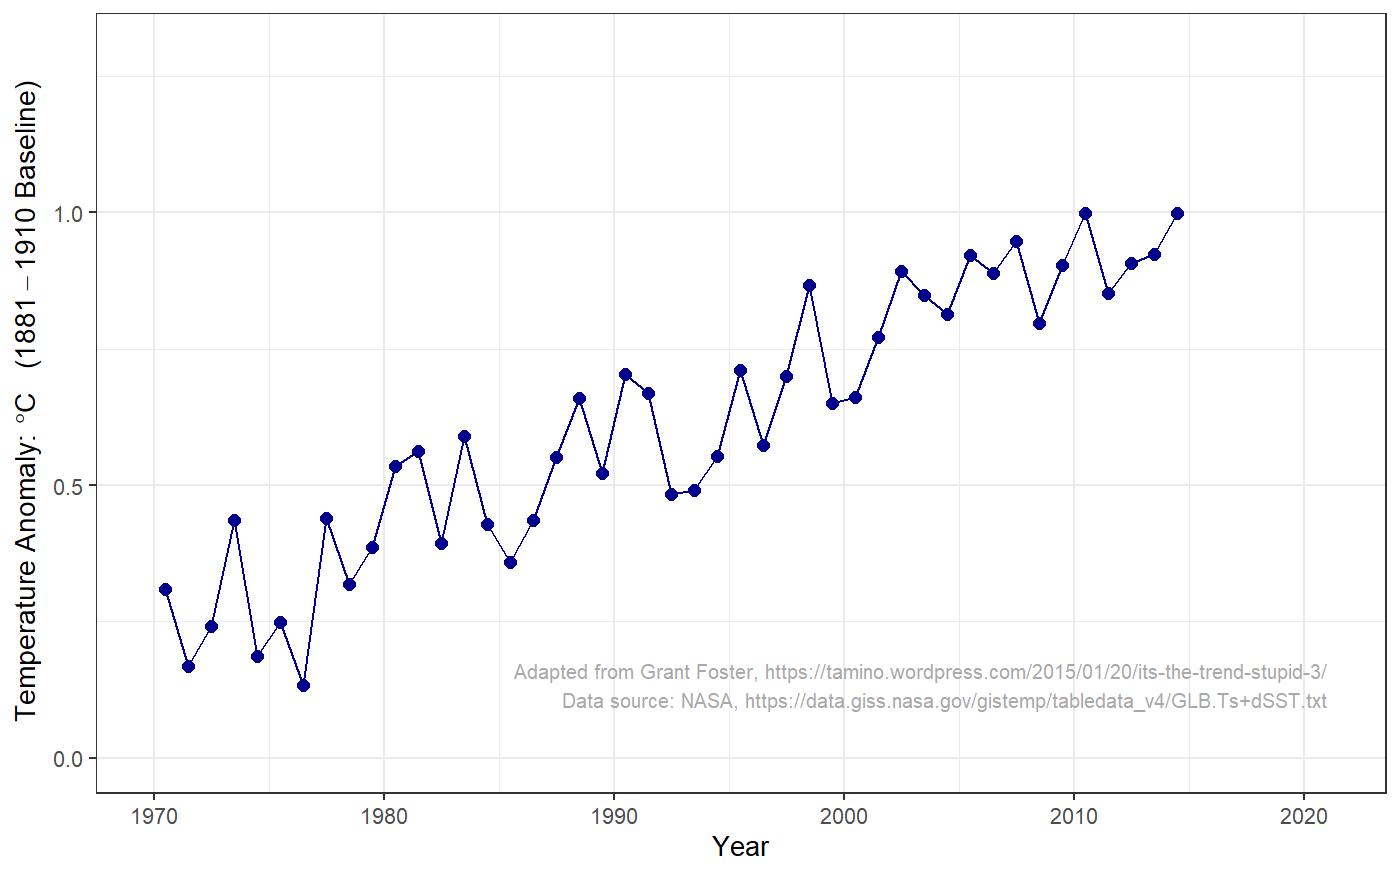 Temperature Anomaly: °C (1881 – 1910 Baseline)
1.0
0.5
0.0
Adapted from Grant Foster, https://tamino.wordpress.com/2015/01/20/its-the-trend-stupid-3/
Data source: NASA, https://data.giss.nasa.gov/gistemp/tabledata_v4/GLB.Ts+dSST.txt
1970 1980 1990 2000 2010 2020
Year